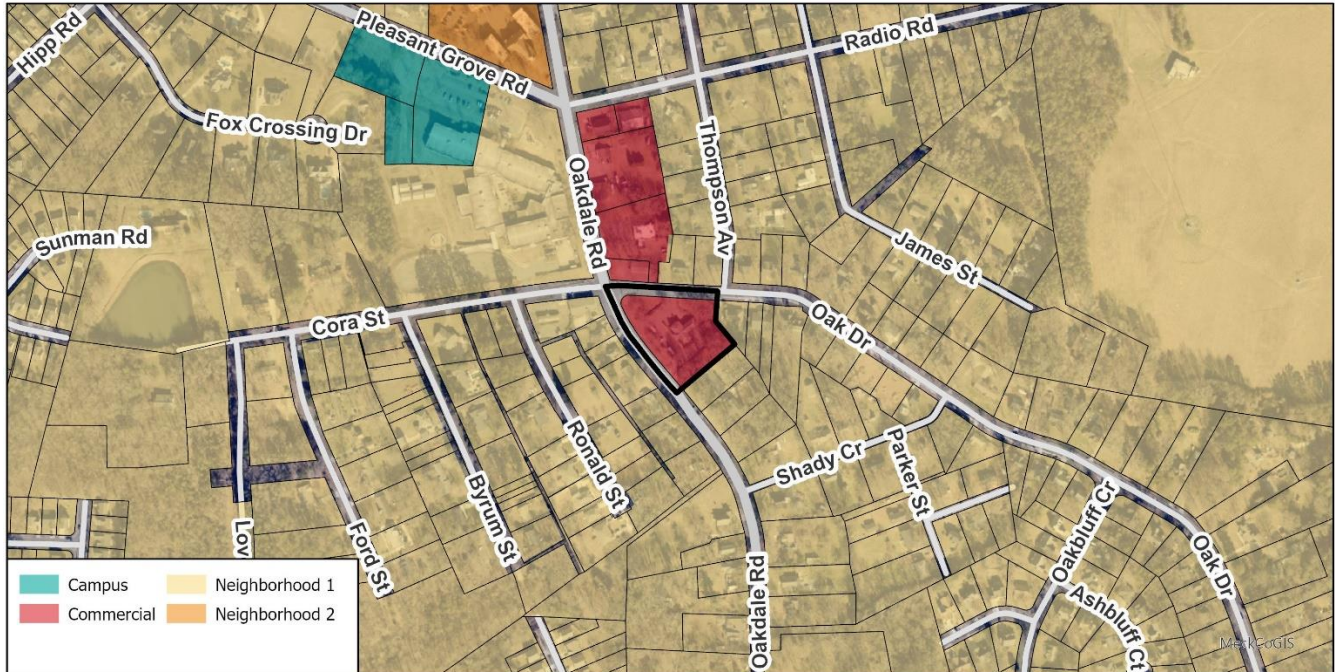 Hipp Rd
Pleasant Grove Rd
Radio Rd
Fox Crossing Dr
Thompson Av
Oakdale Rd
Sunman Rd
James St
Cora St
Oak Dr
Ronald St
Shady Cr
Parker St
Byrum St
Ford St
Lov
Oakbluff Cr
Oak Dr
Oakdale Rd
Ashbluff Ct
Campus
Neighborhood 1
Commercial
Neighborhood 2
MeckCoGIS